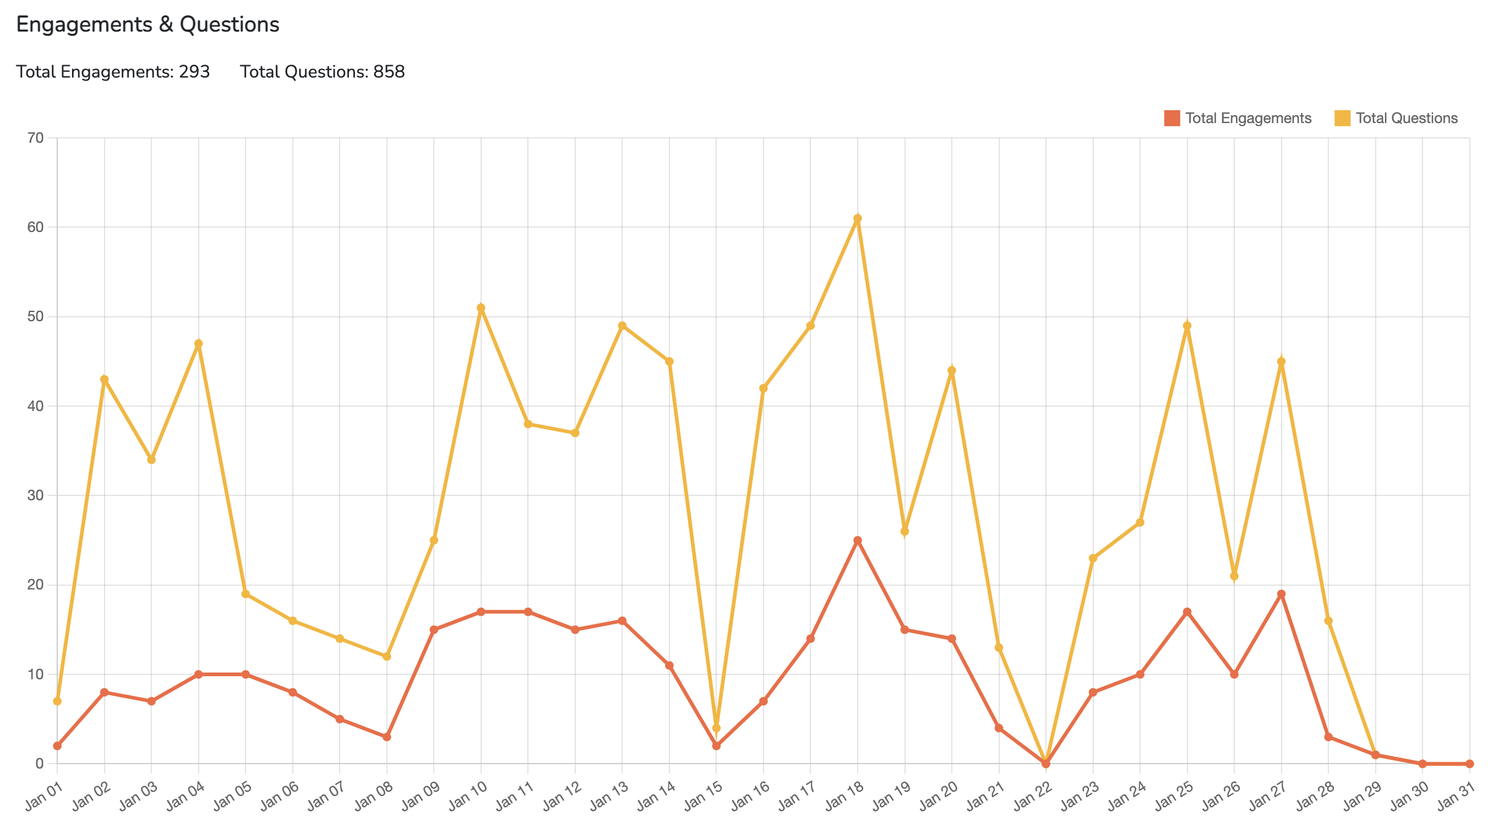 Engagements & Questions
Total Engagements: 293 Total Questions: 858
Total Engagements Total Questions
70
60
50
40
30
20
10
0
Jan 01 Jan 02 Jan 03 Jan 04 Jan 05 Jan 06 Jan 07 Jan 08 Jan 09 Jan 10 Jan 11 Jan 12 Jan 13 Jan 14 Jan 15 Jan 16 Jan 17 Jan 18 Jan 19 Jan 20 Jan 21 Jan 22 Jan 23 Jan 24 Jan 25 Jan 26 Jan 27 Jan 28 Jan 29 Jan 30 Jan 31